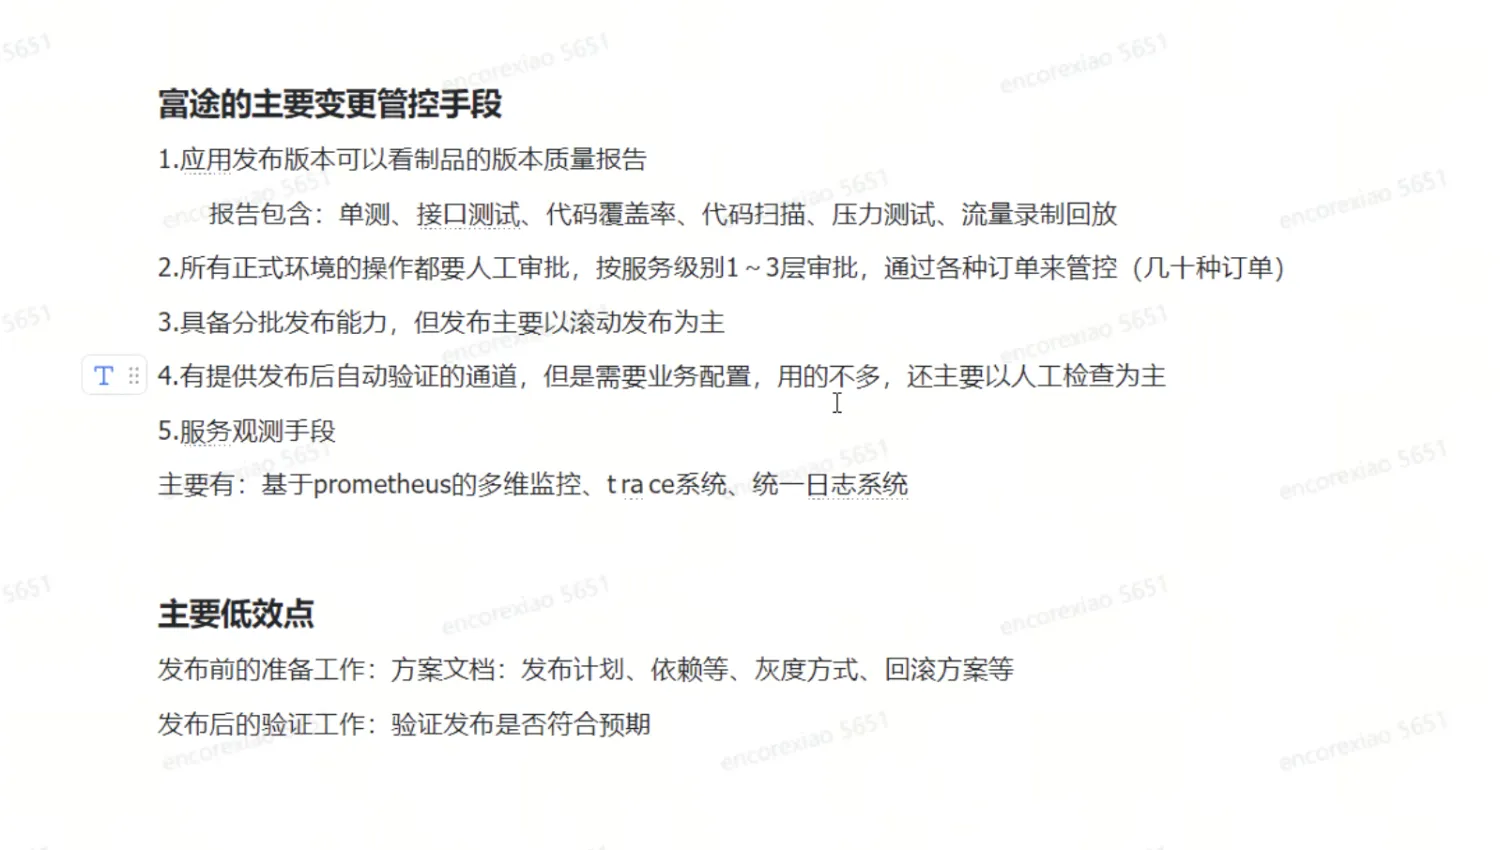 富途的主要变更管控手段
1.应用发布版本可以看制品的版本质量报告
报告包含：单测、接口测试、代码覆盖率、代码扫描、压力测试、流量录制回放
2.所有正式环境的操作都要人工审批，按服务级别1～3层审批，通过各种订单来管控（几十种订单）
3.具备分批发布能力，但发布主要以滚动发布为主
4.有提供发布后自动验证的通道，但是需要业务配置，用的不多，还主要以人工检查为主
5.服务观测手段
主要有：基于prometheus的多维监控、trace系统、统一日志系统
主要低效点
发布前的准备工作：方案文档：发布计划、依赖等、灰度方式、回滚方案等
发布后的验证工作：验证发布是否符合预期
encorexiao 5651